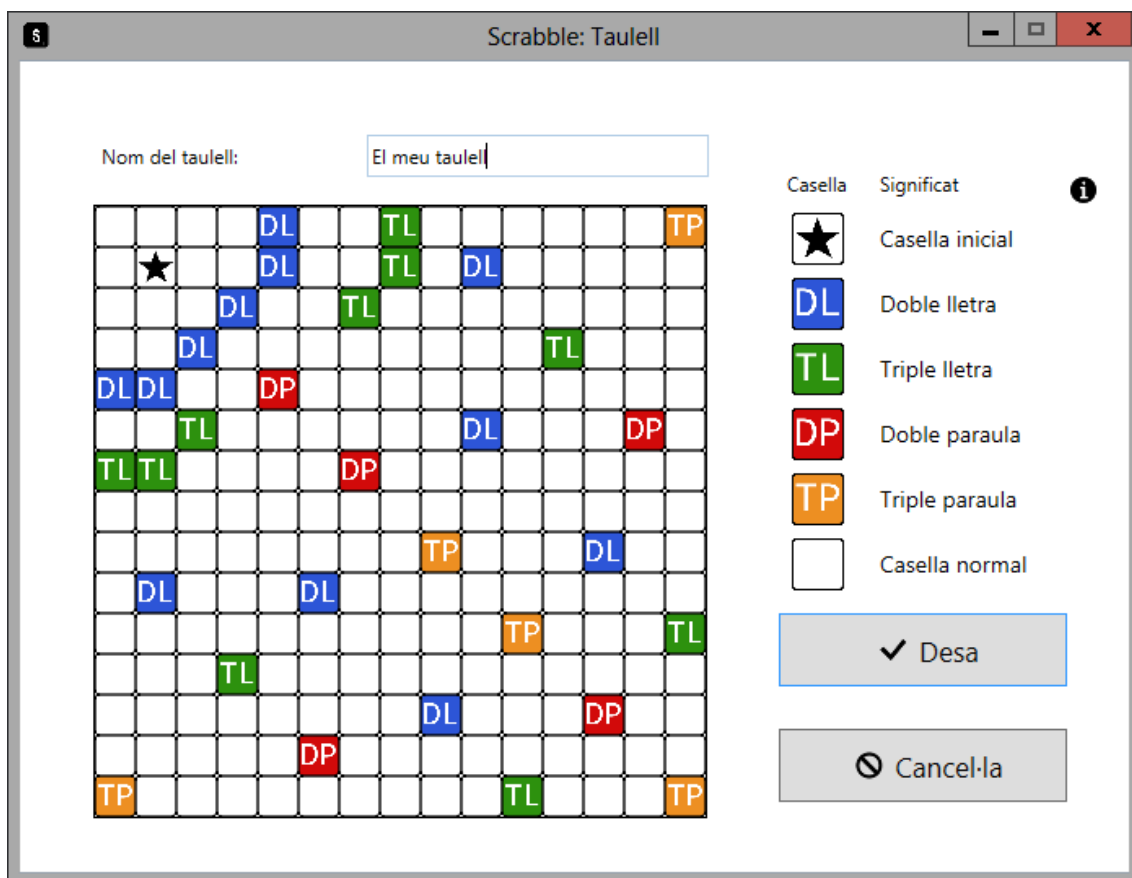 Scrabble: Taulell
Nom del taulell:
El meu taulell
DL TL TP
DL TL DL
DL TL
DL TL
DL DL DP
TL DL DP
TL TL DP
TP DL
DL DL
TP TL
TL
DL DP
DP
TP TL TP
Casella Significat
Casella inicial
DL Doble lletra
TL Triple lletra
DP Doble paraula
TP Triple paraula
Casella normal
Desa
Cancel·la